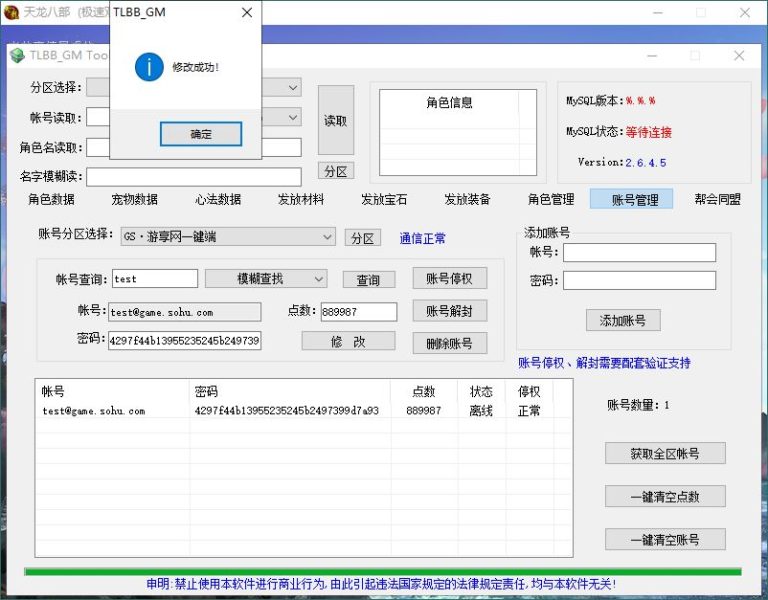 天龙八部 (极速
TLBB_GM
TLBB_GM Too
修改成功!
确定
分区选择:
帐号读取:
角色名读取:
名字模糊读:
读取
分区
角色信息
MySQL版本:%.%.%
MySQL状态:等待连接
Version:2.6.4.5
角色数据 宠物数据 心法数据 发放材料 发放宝石 发放装备 角色管理 账号管理 帮会同盟
账号分区选择: GS·游享网一键端 分区 通信正常
帐号查询: test 模糊查找 查询 账号停权
帐号: test@game.sohu.com 点数: 889987 账号解封
密码: 4297f44b13955235245b249739 修 改 删除账号
添加账号
帐号:
密码:
添加账号
账号停权、解封需要配套验证支持
帐号 密码 点数 状态 停权
test@game.sohu.com 4297f44b13955235245b2497399d7a93 889987 离线 正常
账号数量: 1
获取全区帐号
一键清空点数
一键清空账号
申明:禁止使用本软件进行商业行为,由此引起违法国家规定的法律规定责任,均与本软件无关!